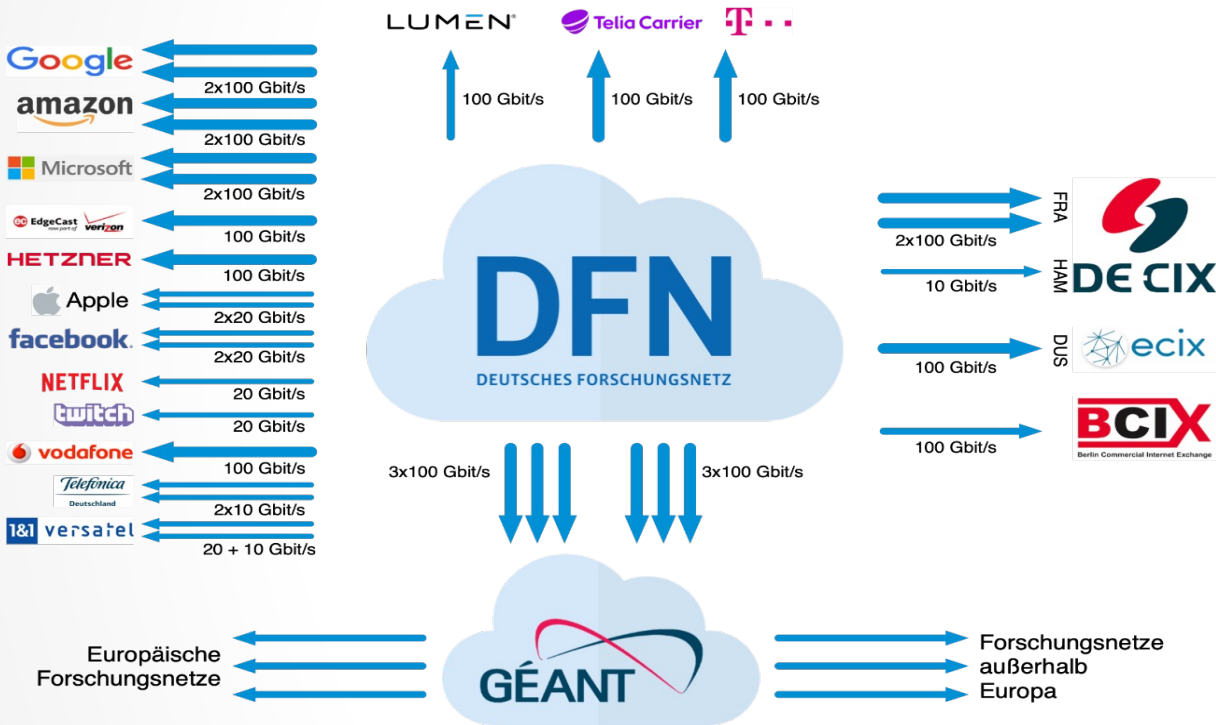 LUMEN®
Telia Carrier
T
100 Gbit/s
100 Gbit/s
100 Gbit/s
Google
2x100 Gbit/s
amazon
2x100 Gbit/s
Microsoft
2x100 Gbit/s
EC EdgeCast
now part of
verizon
100 Gbit/s
HETZNER
100 Gbit/s
Apple
2x20 Gbit/s
facebook.
2x20 Gbit/s
NETFLIX
20 Gbit/s
twitch
20 Gbit/s
vodafone
100 Gbit/s
Telefónica
Deutschland
2x10 Gbit/s
1&1 versatel
20 + 10 Gbit/s
DFN
DEUTSCHES FORSCHUNGSNETZ
FRA
2x100 Gbit/s
HAM
10 Gbit/s
DE CIX
DUS
100 Gbit/s
ecix
100 Gbit/s
BCIX
Berlin Commercial Internet Exchange
3x100 Gbit/s
3x100 Gbit/s
GÉANT
Europäische
Forschungsnetze
Forschungsnetze
außerhalb
Europa